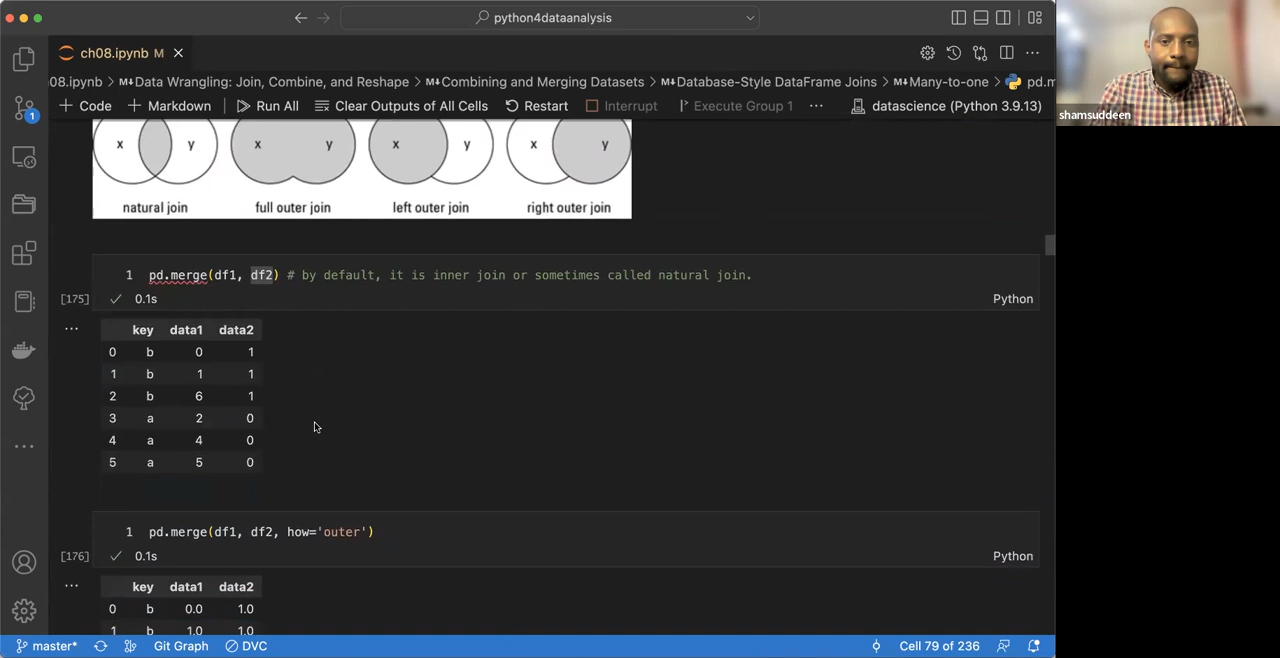 python4dataanalysis
ch08.ipynb M
08.ipynb > M↓Data Wrangling: Join, Combine, and Reshape > M↓Combining and Merging Datasets > M↓Database-Style DataFrame Joins > M↓Many-to-one > pd.m
+ Code + Markdown Run All Clear Outputs of All Cells Restart Interrupt Execute Group 1 ... datascience (Python 3.9.13)
shamsuddeen
1
x y x y x y x y
natural join full outer join left outer join right outer join
1 pd.merge(df1, df2) # by default, it is inner join or sometimes called natural join.
[175] ✓ 0.1s Python
... key data1 data2
0 b 0 1
1 b 1 1
2 b 6 1
3 a 2 0
4 a 4 0
5 a 5 0
1 pd.merge(df1, df2, how='outer')
[176] ✓ 0.1s Python
... key data1 data2
0 b 0.0 1.0
1 b 1.0 1.0
master* Git Graph DVC Cell 79 of 236